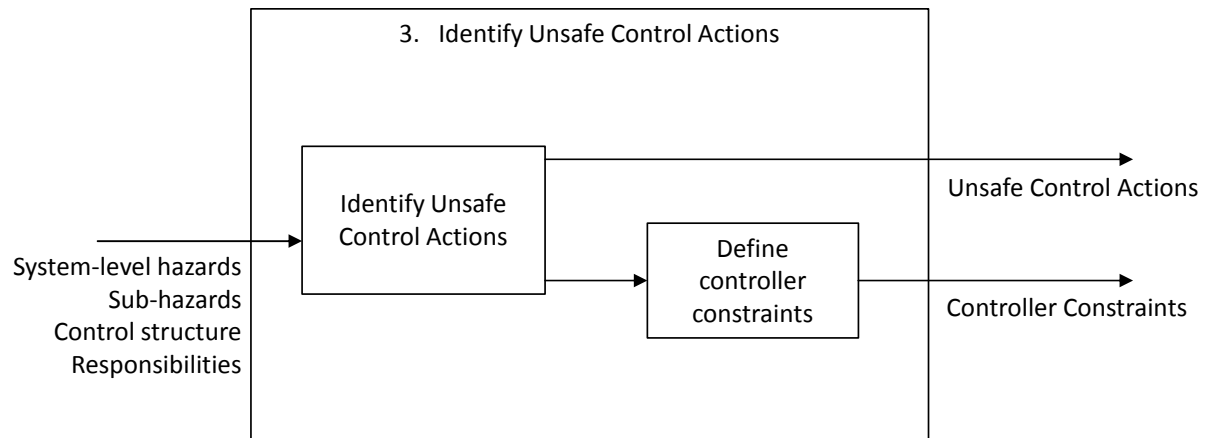 3. Identify Unsafe Control Actions
Identify Unsafe
Control Actions
Unsafe Control Actions
System-level hazards
Sub-hazards
Control structure
Responsibilities
Define
controller
constraints
Controller Constraints